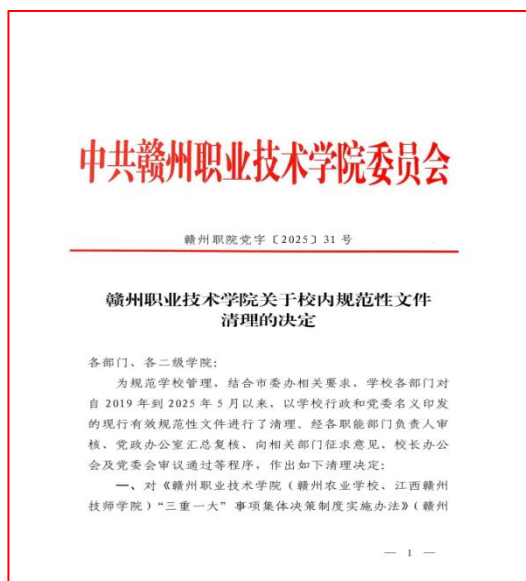 中共赣州职业技术学院委员会
赣州职院党字〔2025〕31 号
赣州职业技术学院关于校内规范性文件
清理的决定
各部门、各二级学院：
为规范学校管理，结合市委办相关要求，学校各部门对
自 2019 年到 2025 年 5 月以来，以学校行政和党委名义印发
的现行有效规范性文件进行了清理。经各职能部门负责人审
核、党政办公室汇总复核、向相关部门征求意见、校长办公
会及党委会审议通过等程序，作出如下清理决定：
一、对《赣州职业技术学院（赣州农业学校、江西赣州
技师学院）“三重一大” 事项集体决策制度实施办法》（赣州
— 1 —